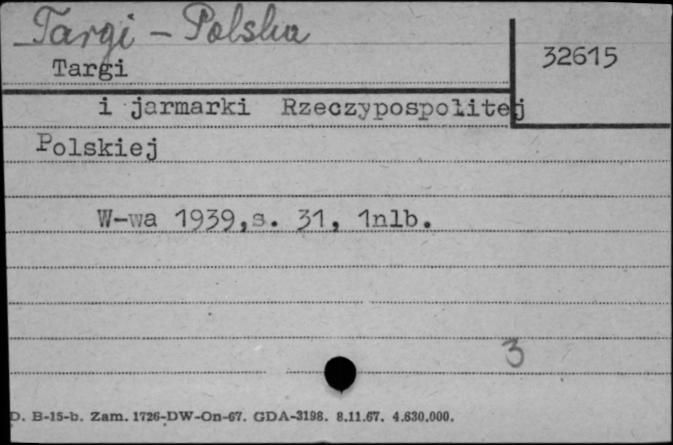 Targi - Polska
32615
Targi
i jarmarki Rzeczypospolitej
Polskiej
W-wa 1939,s. 31, 1nlb.
3
D. B-15-b. Zam. 1726-DW-On-67. GDA-3198. 8.11.67. 4.630.000.